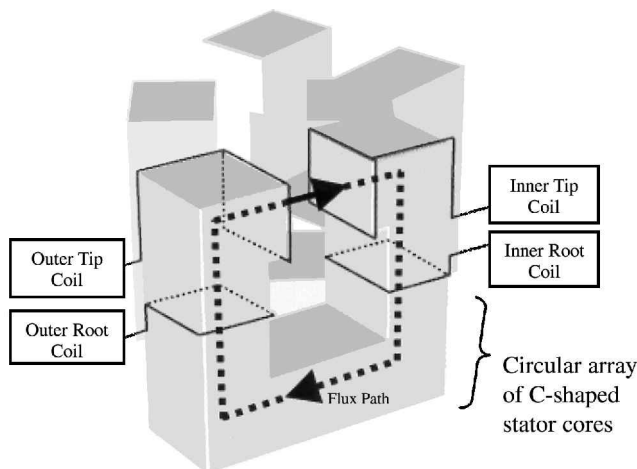 Inner Tip
Coil
Outer Tip
Coil
Inner Root
Coil
Outer Root
Coil
Flux Path
Circular array
of C-shaped
stator cores